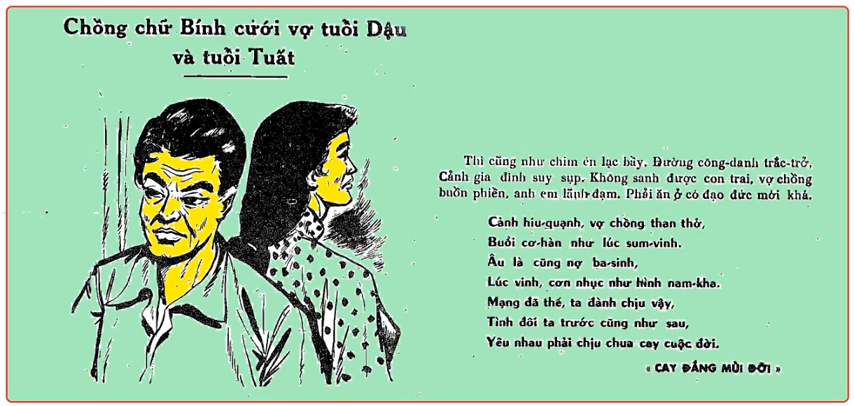 Chồng chữ Bính cưới vợ tuổi Dậu
và tuổi Tuất
Thì cũng như chim én lạc bầy. Đường công-danh trắc-trở.
Cảnh gia đình suy sụp. Không sanh được con trai, vợ chồng
buồn phiền, anh em lãnh-đạm. Phải ăn ở có đạo đức mới khá.
Cảnh hiu-quạnh, vợ chồng than thở,
Buổi cơ-hàn như lúc sum-vinh.
Âu là cũng nợ ba-sinh,
Lúc vinh, cơn nhục như hình nam-kha.
Mạng đã thế, ta đành chịu vậy,
Tình đôi ta trước cũng như sau,
Yêu nhau phải chịu chua cay cuộc đời.
« CAY ĐẮNG MÙI ĐỜI »